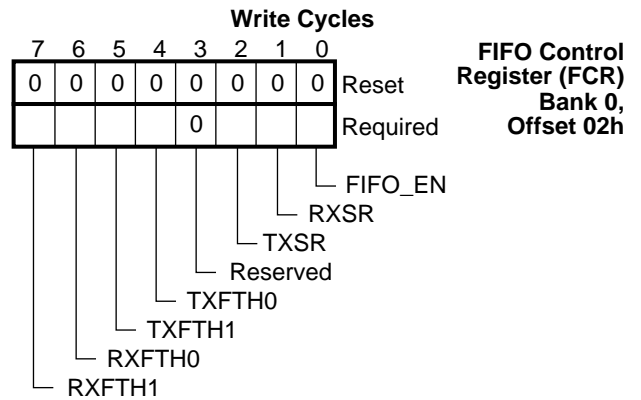 Write Cycles
7 6 5 4 3 2 1 0
FIFO Control
Register (FCR)
Bank 0,
Offset 02h
0 0 0 0 0 0 0 0 Reset
0 Required
FIFO_EN
RXSR
TXSR
Reserved
TXFTH0
TXFTH1
RXFTH0
RXFTH1